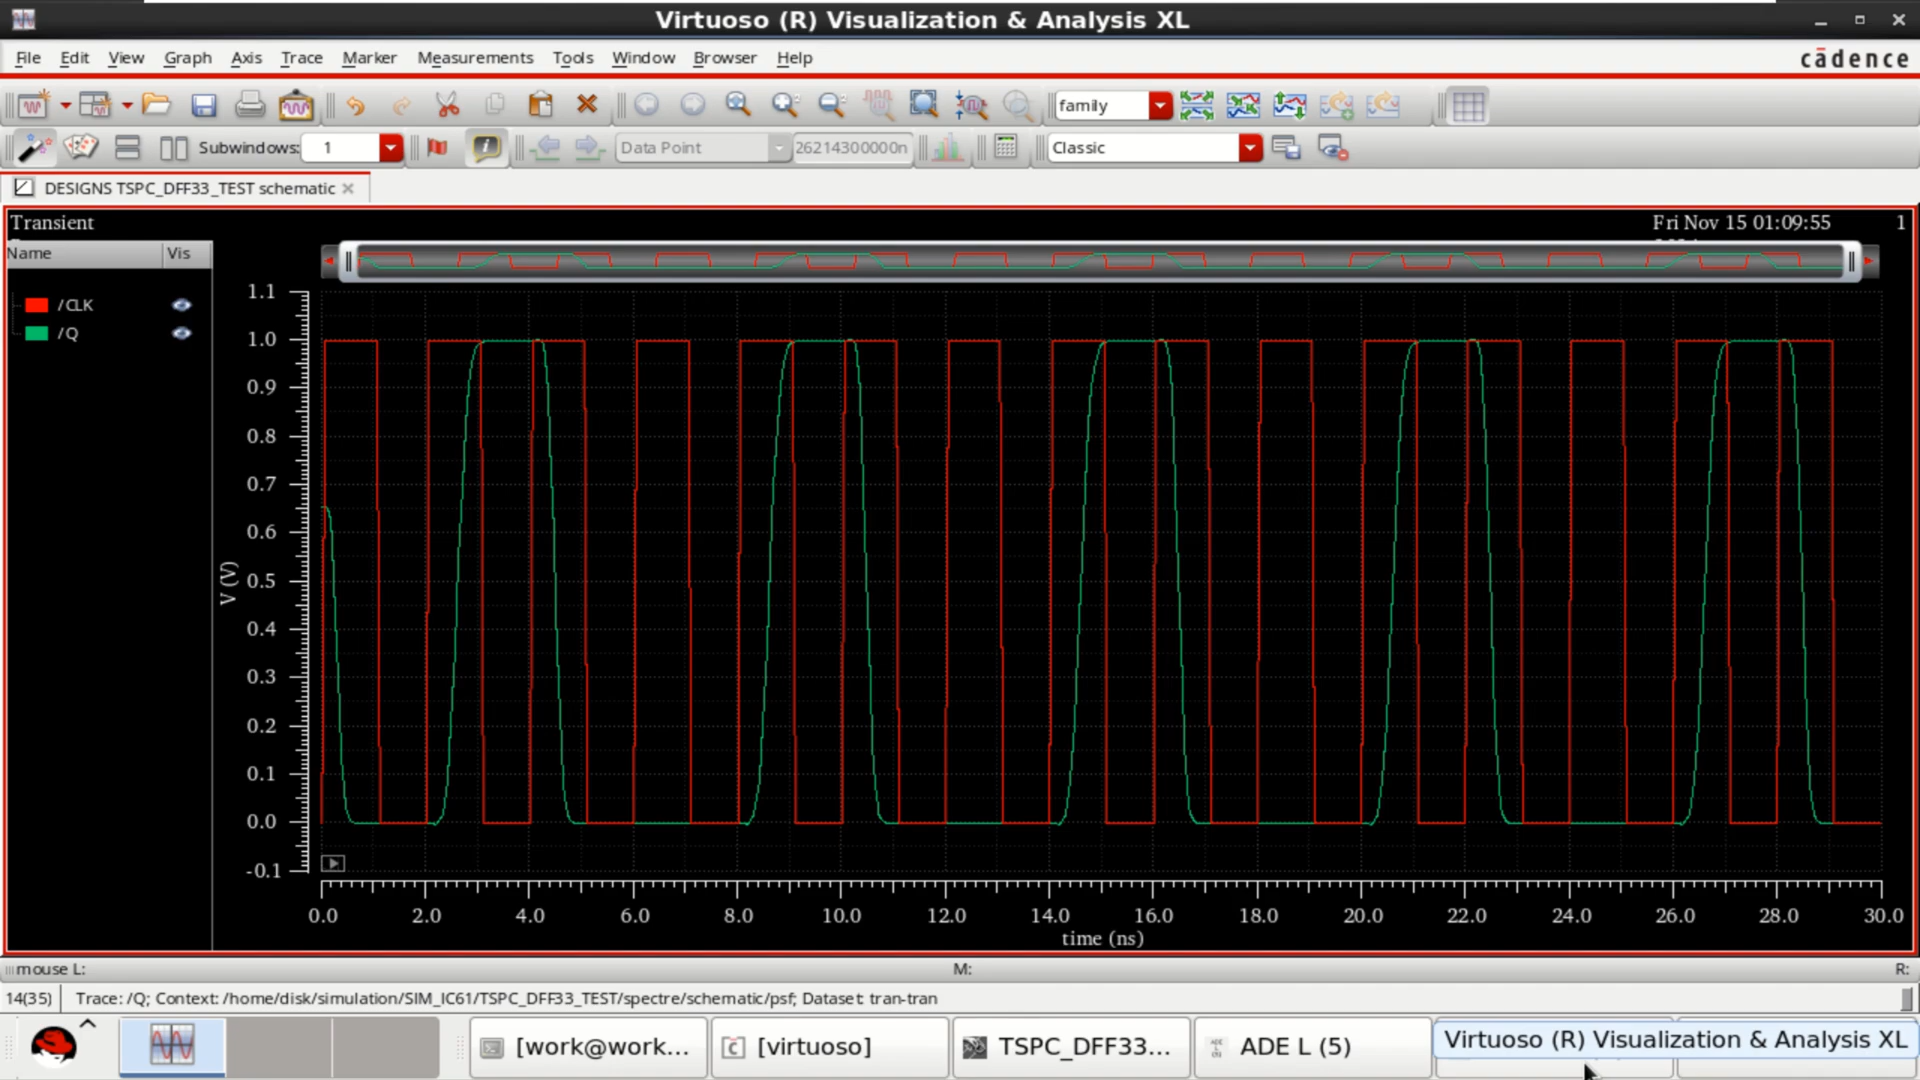 Virtuoso (R) Visualization & Analysis XL
File Edit View Graph Axis Trace Marker Measurements Tools Window Browser Help
cādence
family
Subwindows: 1
Data Point
26214300000n
Classic
DESIGNS TSPC_DFF33_TEST schematic
Transient
Fri Nov 15 01:09:55
1
Name Vis
/CLK
/Q
1.1
1.0
0.9
0.8
0.7
0.6
0.5
0.4
0.3
0.2
0.1
0.0
-0.1
V (V)
0.0 2.0 4.0 6.0 8.0 10.0 12.0 14.0 16.0 18.0 20.0 22.0 24.0 26.0 28.0 30.0
time (ns)
mouse L: M: R:
14(35) Trace: /Q; Context: /home/disk/simulation/SIM_IC61/TSPC_DFF33_TEST/spectre/schematic/psf; Dataset: tran-tran
[work@work... [virtuoso] TSPC_DFF33... ADE L (5) Virtuoso (R) Visualization & Analysis XL